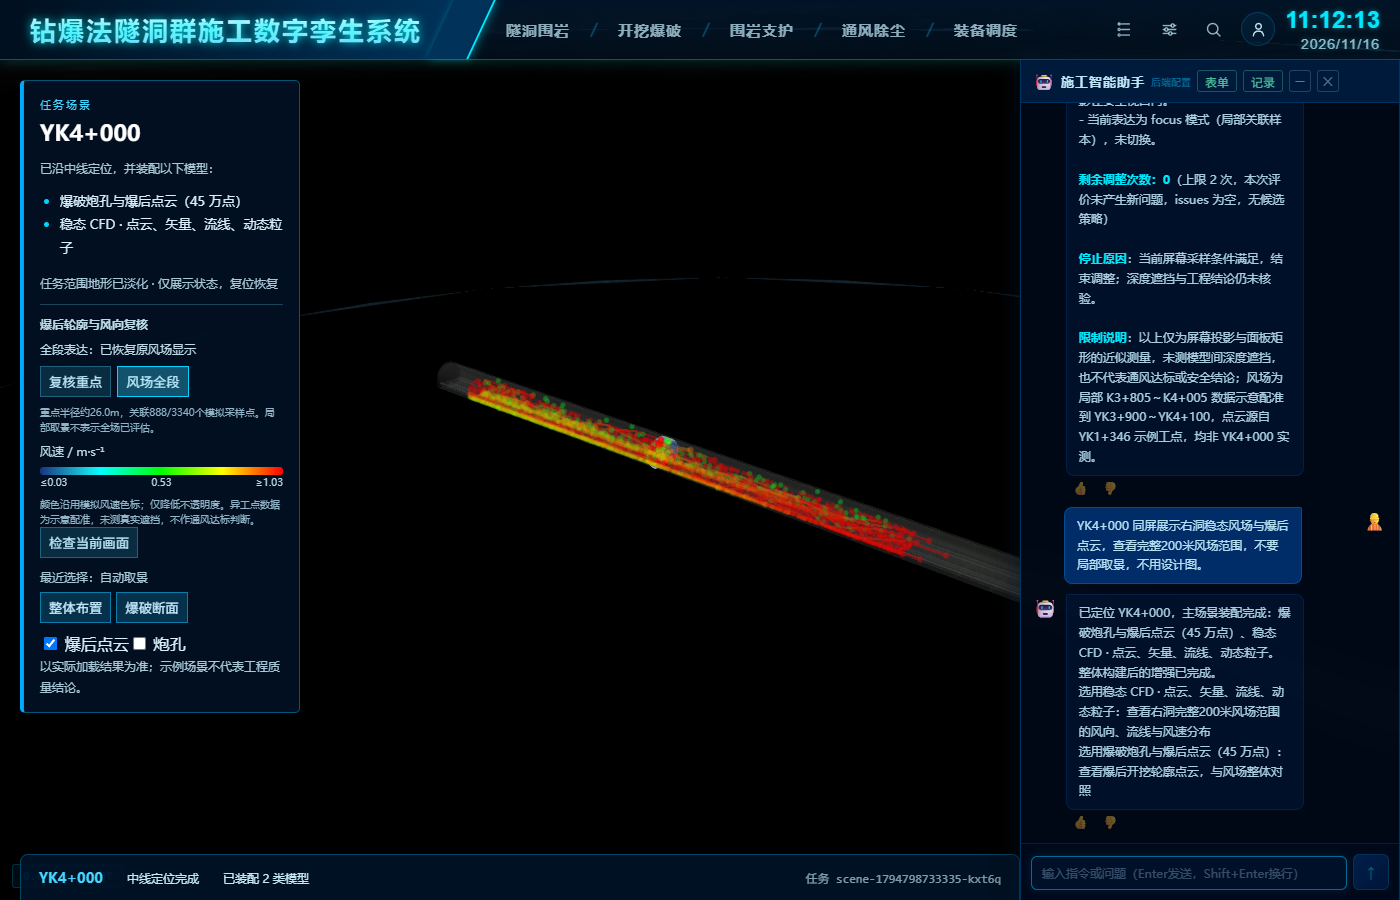 钻爆法隧洞群施工数字孪生系统
隧洞围岩 / 开挖爆破 / 围岩支护 / 通风除尘 / 装备调度
11:12:13
2026/11/16
任务场景
YK4+000
已沿中线定位，并装配以下模型：
爆破炮孔与爆后点云（45 万点）
稳态 CFD · 点云、矢量、流线、动态粒
子
任务范围地形已淡化 · 仅展示状态，复位恢复
爆后轮廓与风向复核
全段表达：已恢复原风场显示
复核重点 风场全段
重点半径约26.0m，关联888/3340个模拟采样点。局
部取景不表示全场已评估。
风速 / m·s⁻¹
≤0.03 0.53 ≥1.03
颜色沿用模拟风速色标；仅降低不透明度。异工点数据
为示意配准，未测真实遮挡，不作通风达标判断。
检查当前画面
最近选择：自动取景
整体布置 爆破断面
爆后点云 炮孔
以实际加载结果为准；示例场景不代表工程质
量结论。
施工智能助手 后端配置 表单 记录
- 当前表达为 focus 模式（局部关联样
本），未切换。
剩余调整次数：0（上限 2 次，本次评
价未产生新问题，issues 为空，无候选
策略）
停止原因：当前屏幕采样条件满足，结
束调整；深度遮挡与工程结论仍未核
验。
限制说明：以上仅为屏幕投影与面板矩
形的近似测量，未测模型间深度遮挡，
也不代表通风达标或安全结论；风场为
局部 K3+805～K4+005 数据示意配准
到 YK3+900～YK4+100，点云源自
YK1+346 示例工点，均非 YK4+000 实
测。
YK4+000 同屏展示右洞稳态风场与爆后
点云，查看完整200米风场范围，不要
局部取景，不用设计图。
已定位 YK4+000，主场景装配完成：爆
破炮孔与爆后点云（45 万点）、稳态
CFD · 点云、矢量、流线、动态粒子。
整体构建后的增强已完成。
选用稳态 CFD · 点云、矢量、流线、动
态粒子：查看右洞完整200米风场范围
的风向、流线与风速分布
选用爆破炮孔与爆后点云（45 万点）：
查看爆后开挖轮廓点云，与风场整体对
照
输入指令或问题（Enter发送，Shift+Enter换行）
YK4+000 中线定位完成 已装配 2 类模型 任务 scene-1794798733335-kxt6q